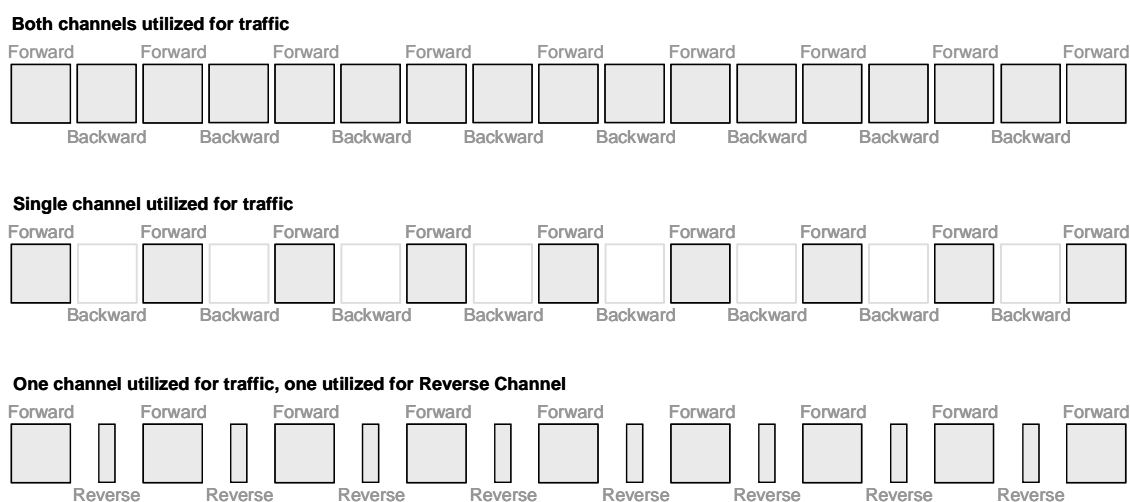 Both channels utilized for traffic
Forward Forward Forward Forward Forward Forward Forward Forward Forward
Backward Backward Backward Backward Backward Backward Backward Backward
Single channel utilized for traffic
Forward Forward Forward Forward Forward Forward Forward Forward Forward
Backward Backward Backward Backward Backward Backward Backward Backward
One channel utilized for traffic, one utilized for Reverse Channel
Forward Forward Forward Forward Forward Forward Forward Forward Forward
Reverse Reverse Reverse Reverse Reverse Reverse Reverse Reverse